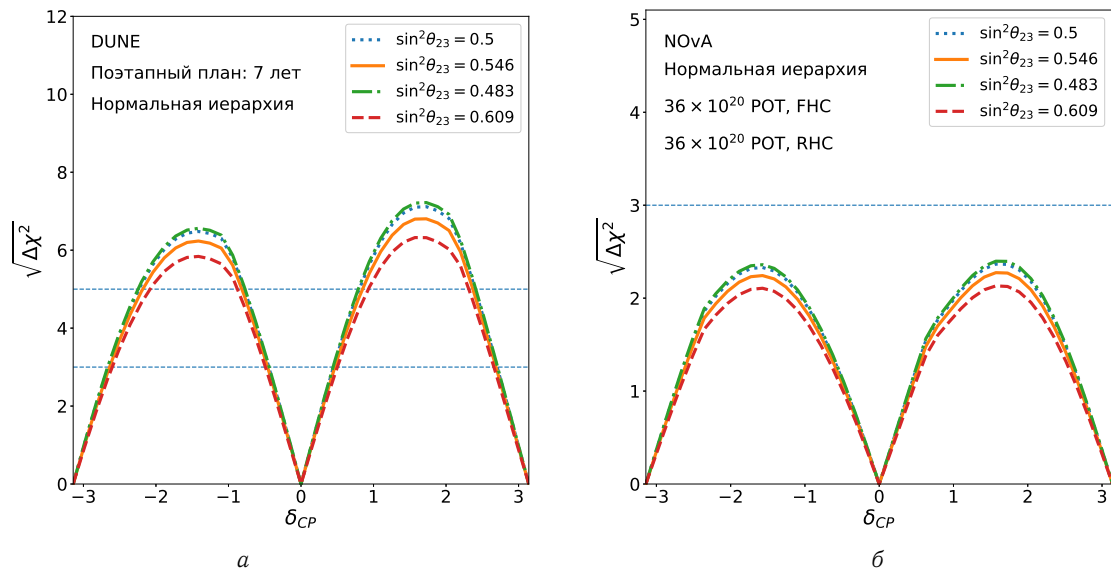 12
10
8
6
4
2
0
√Δχ²
DUNE
Поэтапный план: 7 лет
Нормальная иерархия
sin²θ₂₃ = 0.5
sin²θ₂₃ = 0.546
sin²θ₂₃ = 0.483
sin²θ₂₃ = 0.609
−3 −2 −1 0 1 2 3
δ_CP
а
5
4
3
2
1
0
√Δχ²
NOvA
Нормальная иерархия
36 × 10²⁰ POT, FHC
36 × 10²⁰ POT, RHC
sin²θ₂₃ = 0.5
sin²θ₂₃ = 0.546
sin²θ₂₃ = 0.483
sin²θ₂₃ = 0.609
−3 −2 −1 0 1 2 3
δ_CP
б